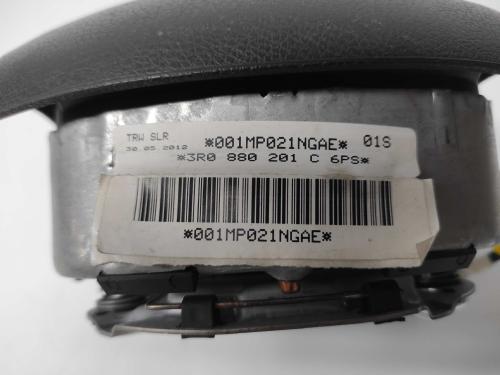 TRW SLR *001MP021NGAE* 01S
30.05.2012
*3R0 880 201 C 6PS*
*001MP021NGAE*